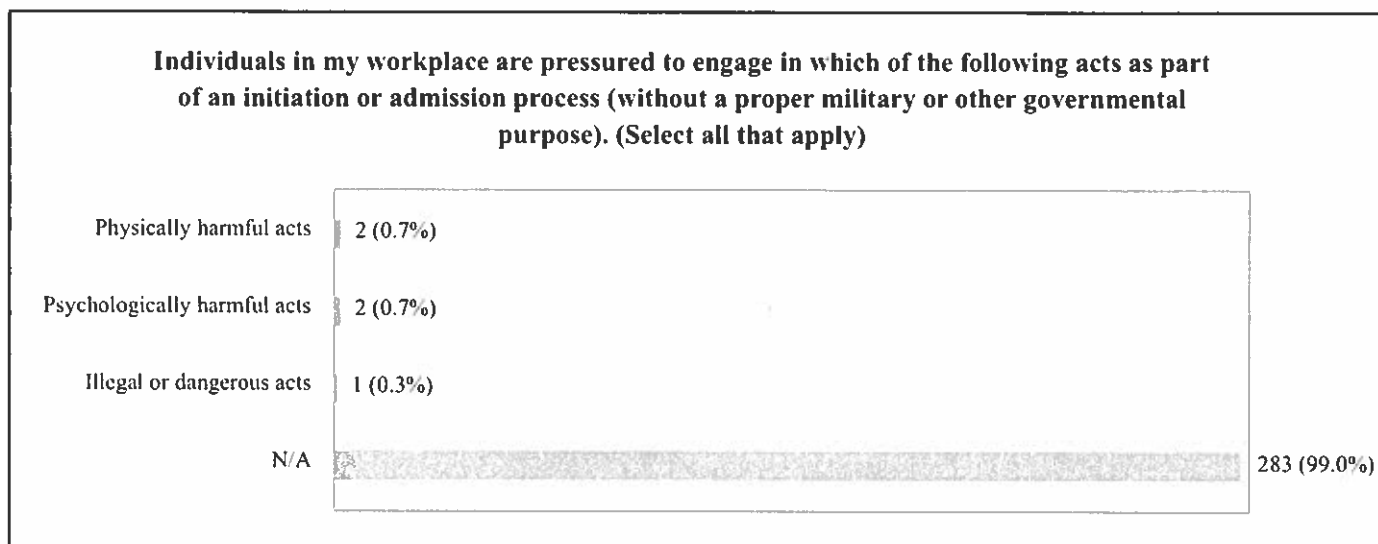 Individuals in my workplace are pressured to engage in which of the following acts as part
of an initiation or admission process (without a proper military or other governmental
purpose). (Select all that apply)
Physically harmful acts 2 (0.7%)
Psychologically harmful acts 2 (0.7%)
Illegal or dangerous acts 1 (0.3%)
N/A 283 (99.0%)